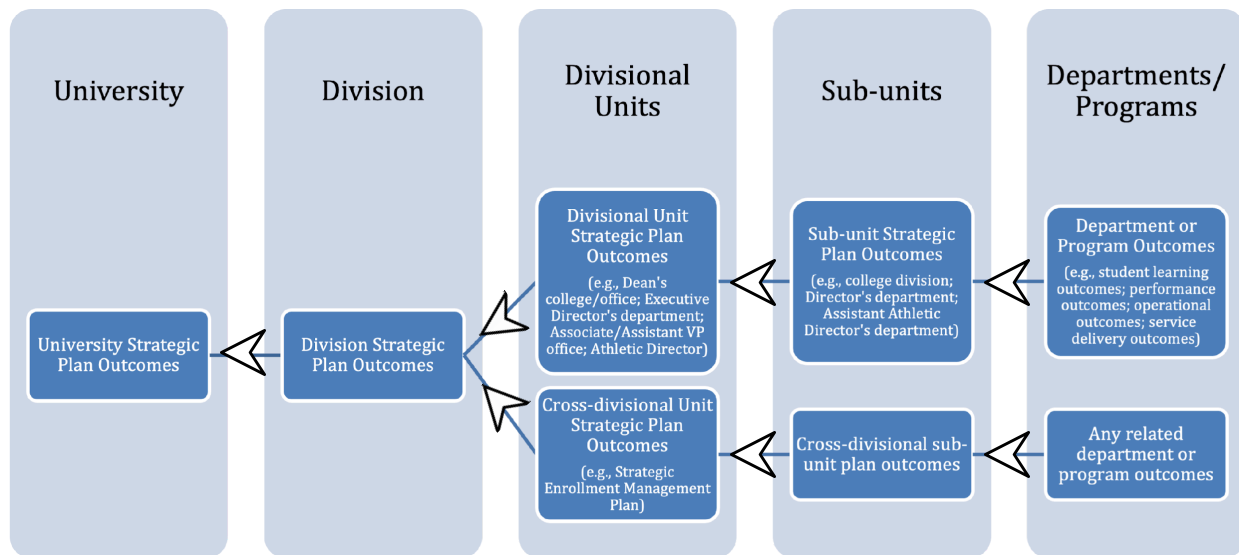 University
Division
Divisional
Units
Sub-units
Departments/
Programs
University Strategic
Plan Outcomes
Division Strategic
Plan Outcomes
Divisional Unit
Strategic Plan
Outcomes
(e.g., Dean's
college/office; Executive
Director's department;
Associate/Assistant VP
office; Athletic Director)
Sub-unit Strategic
Plan Outcomes
(e.g., college division;
Director's department;
Assistant Athletic
Director's department)
Department or
Program Outcomes
(e.g., student learning
outcomes; performance
outcomes; operational
outcomes; service
delivery outcomes)
Cross-divisional Unit
Strategic Plan
Outcomes
(e.g., Strategic
Enrollment Management
Plan)
Cross-divisional sub-
unit plan outcomes
Any related
department or
program outcomes